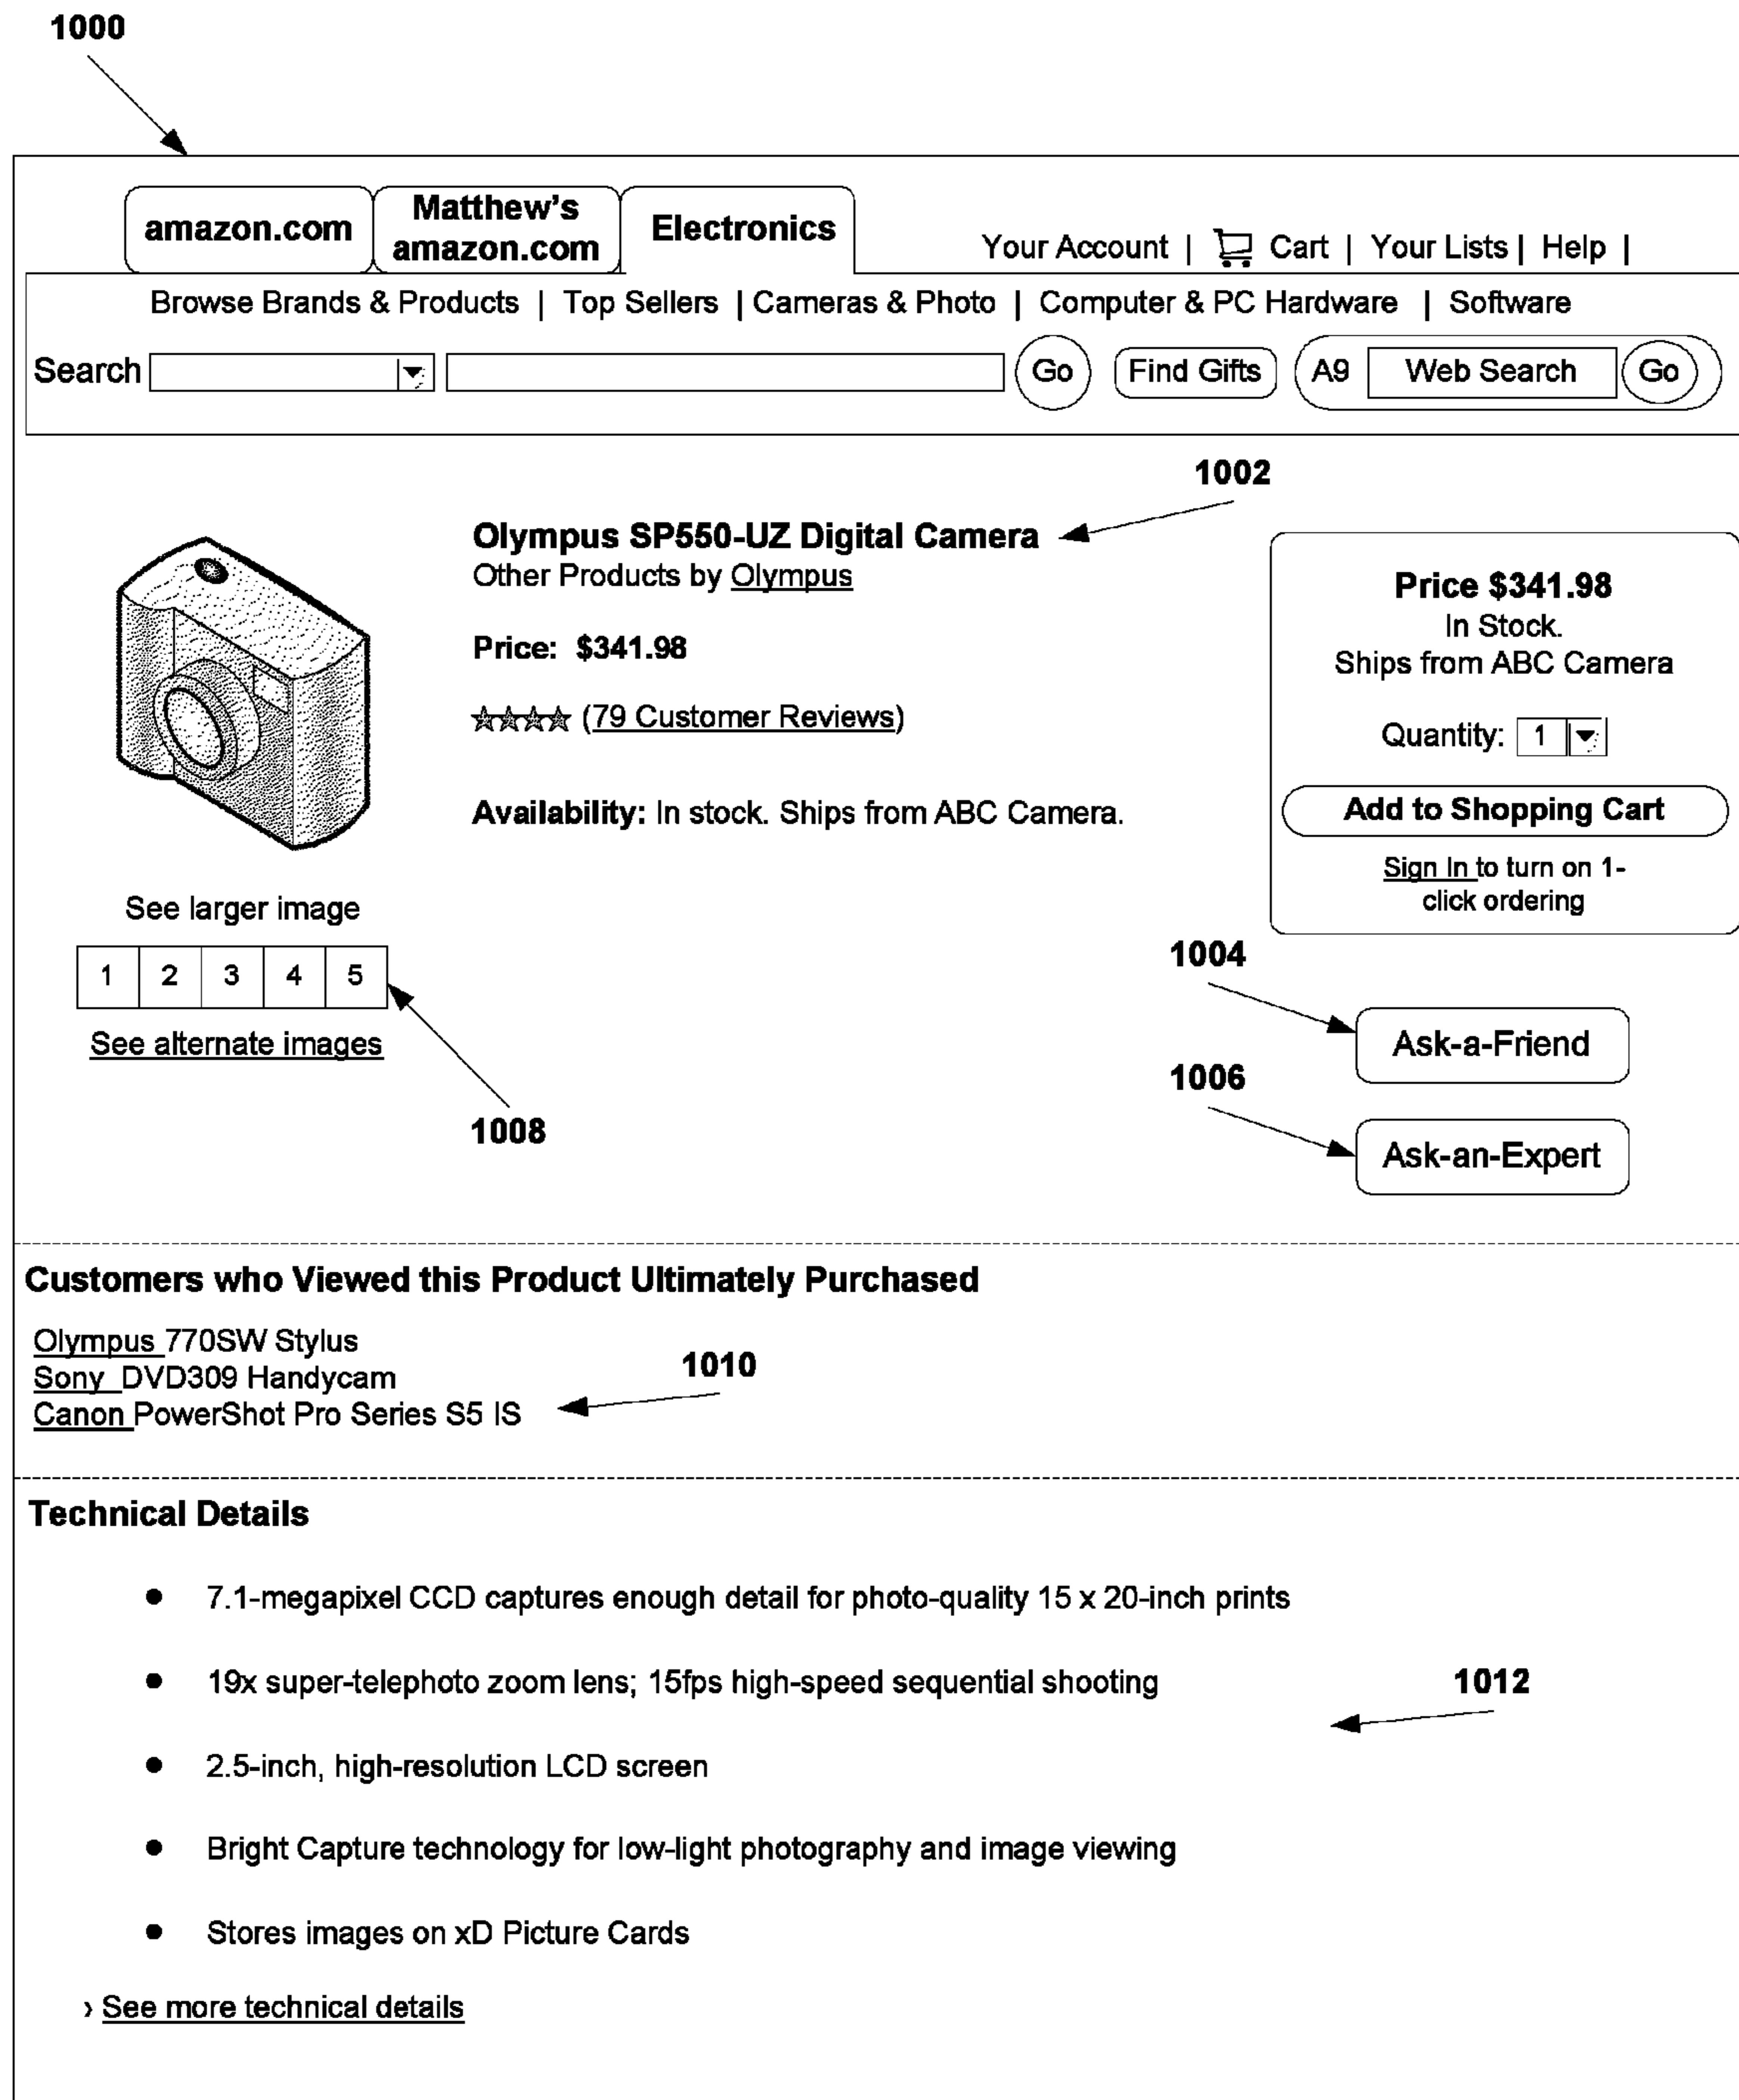 1000
amazon.com
Matthew's
amazon.com
Electronics
Your Account | Cart | Your Lists | Help |
Browse Brands & Products | Top Sellers | Cameras & Photo | Computer & PC Hardware | Software
Search Go Find Gifts A9 Web Search Go
1002
Olympus SP550-UZ Digital Camera
Other Products by Olympus
Price: $341.98
(79 Customer Reviews)
Availability: In stock. Ships from ABC Camera.
Price $341.98
In Stock.
Ships from ABC Camera
Quantity: 1
Add to Shopping Cart
Sign In to turn on 1-
click ordering
See larger image
1 2 3 4 5
See alternate images
1008
1004
Ask-a-Friend
1006
Ask-an-Expert
Customers who Viewed this Product Ultimately Purchased
Olympus 770SW Stylus
Sony DVD309 Handycam
Canon PowerShot Pro Series S5 IS
1010
Technical Details
• 7.1-megapixel CCD captures enough detail for photo-quality 15 x 20-inch prints
• 19x super-telephoto zoom lens; 15fps high-speed sequential shooting
1012
• 2.5-inch, high-resolution LCD screen
• Bright Capture technology for low-light photography and image viewing
• Stores images on xD Picture Cards
› See more technical details